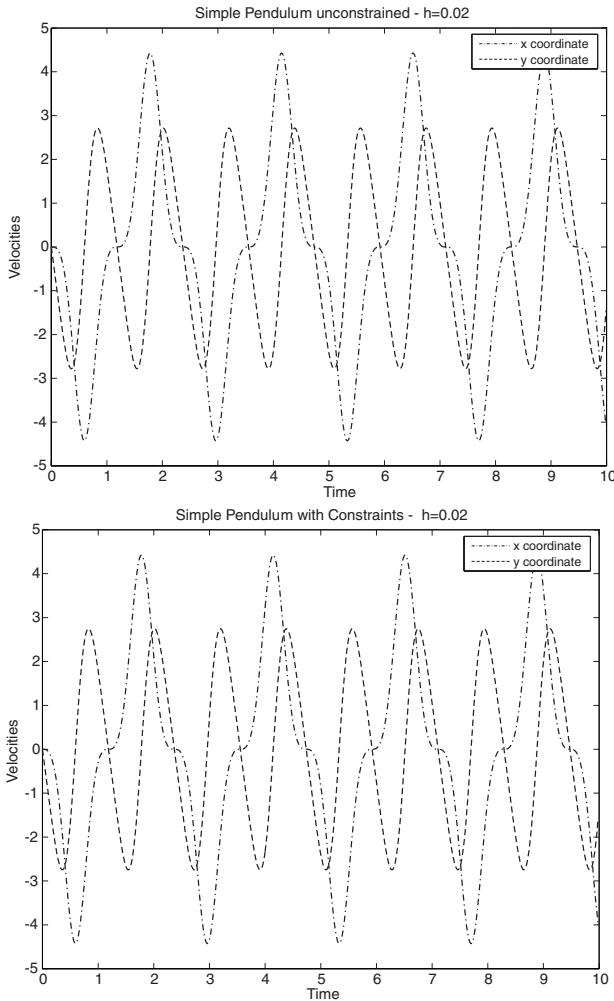 Simple Pendulum unconstrained - h=0.02
x coordinate
y coordinate
5
4
3
2
1
0
-1
-2
-3
-4
-5
Velocities
0 1 2 3 4 5 6 7 8 9 10
Time
Simple Pendulum with Constraints - h=0.02
x coordinate
y coordinate
5
4
3
2
1
0
-1
-2
-3
-4
-5
Velocities
0 1 2 3 4 5 6 7 8 9 10
Time